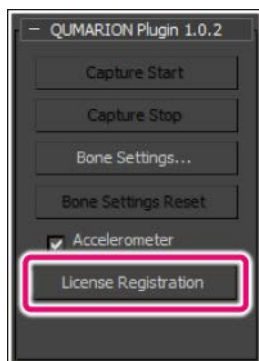 − QUMARION Plugin 1.0.2
Capture Start
Capture Stop
Bone Settings...
Bone Settings Reset
Accelerometer
License Registration